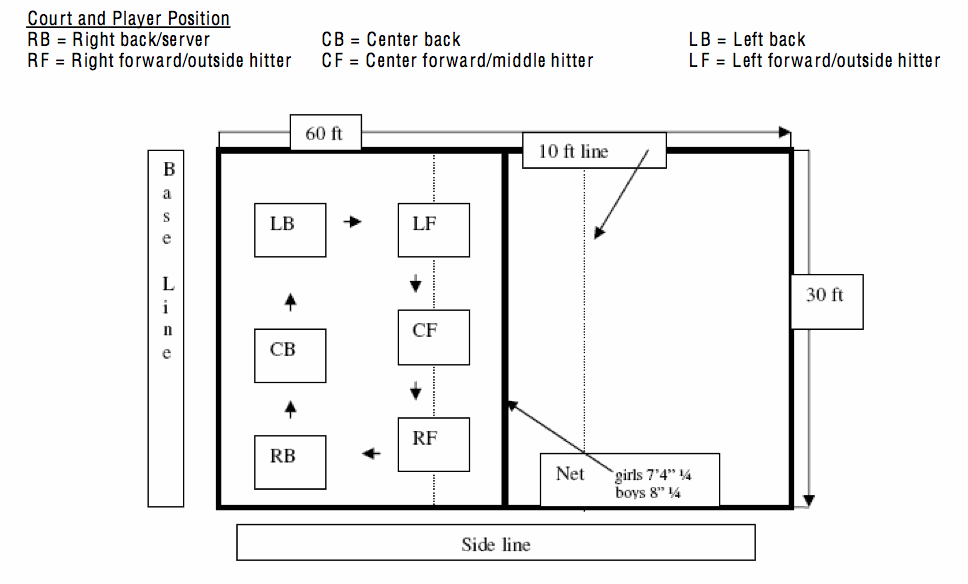 Court and Player Position
RB = Right back/server CB = Center back LB = Left back
RF = Right forward/outside hitter CF = Center forward/middle hitter LF = Left forward/outside hitter
60 ft
10 ft line
Base Line
LB
LF
30 ft
CF
CB
RF
RB
Net girls 7'4" ¼
boys 8" ¼
Side line